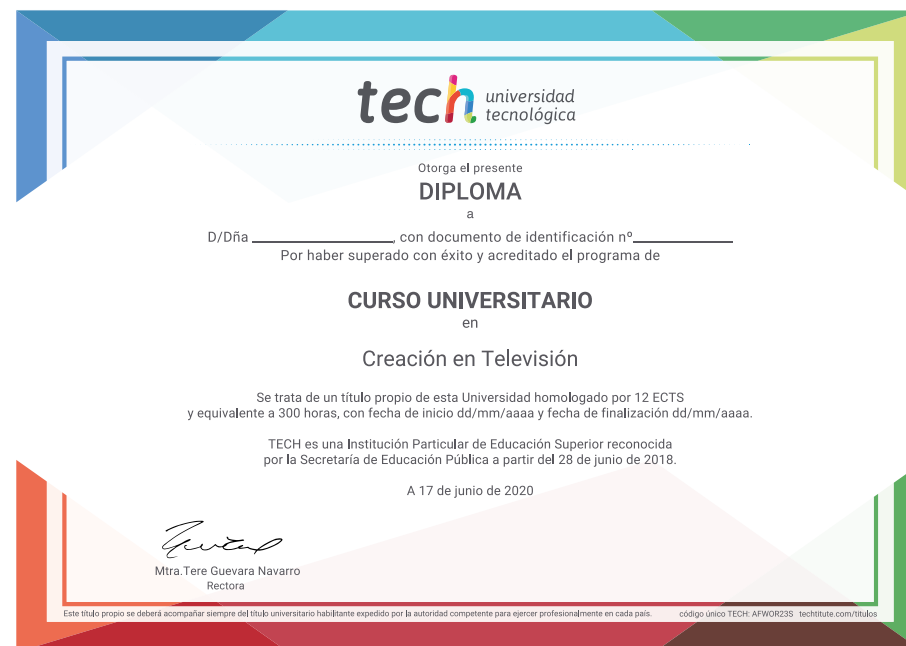 tech universidad
tecnológica
Otorga el presente
DIPLOMA
a
D/Dña ____________________, con documento de identificación nº______________
Por haber superado con éxito y acreditado el programa de
CURSO UNIVERSITARIO
en
Creación en Televisión
Se trata de un título propio de esta Universidad homologado por 12 ECTS
y equivalente a 300 horas, con fecha de inicio dd/mm/aaaa y fecha de finalización dd/mm/aaaa.
TECH es una Institución Particular de Educación Superior reconocida
por la Secretaría de Educación Pública a partir del 28 de junio de 2018.
A 17 de junio de 2020
Mtra.Tere Guevara Navarro
Rectora
Este título propio se deberá acompañar siempre del título universitario habilitante expedido por la autoridad competente para ejercer profesionalmente en cada país. código único TECH: AFWOR23S techtitute.com/titulos